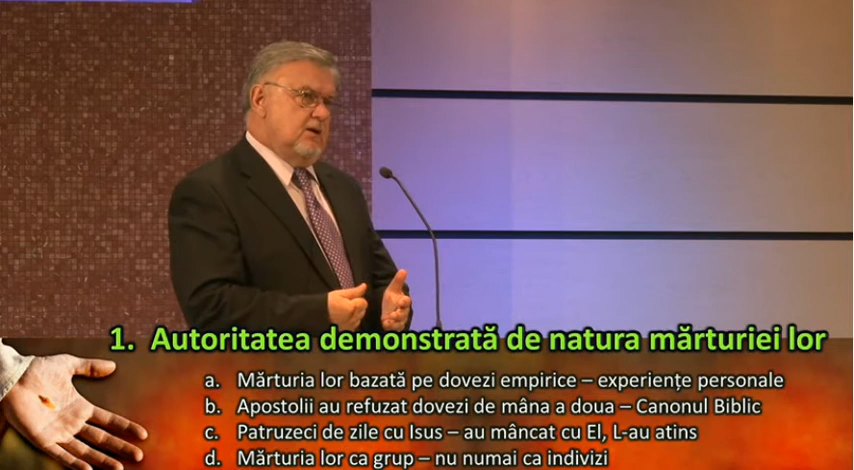 1. Autoritatea demonstrată de natura mărturiei lor
a. Mărturia lor bazată pe dovezi empirice – experiențe personale
b. Apostolii au refuzat dovezi de mâna a doua – Canonul Biblic
c. Patruzeci de zile cu Isus – au mâncat cu El, L-au atins
d. Mărturia lor ca grup – nu numai ca indivizi